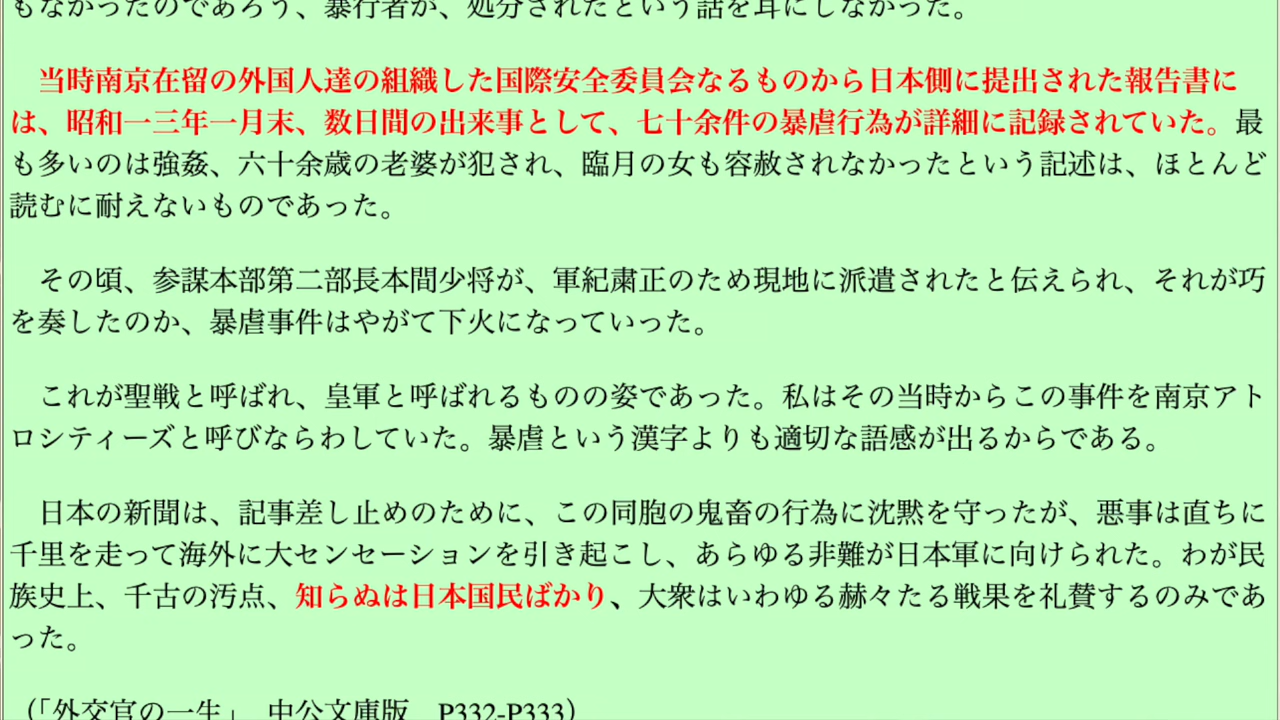 もなかったのであろう、暴行者が、処分されたという話を耳にしなかった。
当時南京在留の外国人達の組織した国際安全委員会なるものから日本側に提出された報告書に
は、昭和一三年一月末、数日間の出来事として、七十余件の暴虐行為が詳細に記録されていた。最
も多いのは強姦、六十余歳の老婆が犯され、臨月の女も容赦されなかったという記述は、ほとんど
読むに耐えないものであった。
その頃、参謀本部第二部長本間少将が、軍紀粛正のため現地に派遣されたと伝えられ、それが巧
を奏したのか、暴虐事件はやがて下火になっていった。
これが聖戦と呼ばれ、皇軍と呼ばれるものの姿であった。私はその当時からこの事件を南京アト
ロシティーズと呼びならわしていた。暴虐という漢字よりも適切な語感が出るからである。
日本の新聞は、記事差し止めのために、この同胞の鬼畜の行為に沈黙を守ったが、悪事は直ちに
千里を走って海外に大センセーションを引き起こし、あらゆる非難が日本軍に向けられた。わが民
族史上、千古の汚点、知らぬは日本国民ばかり、大衆はいわゆる赫々たる戦果を礼賛するのみであ
った。
（「外交官の一生」 中公文庫版 P332-P333）